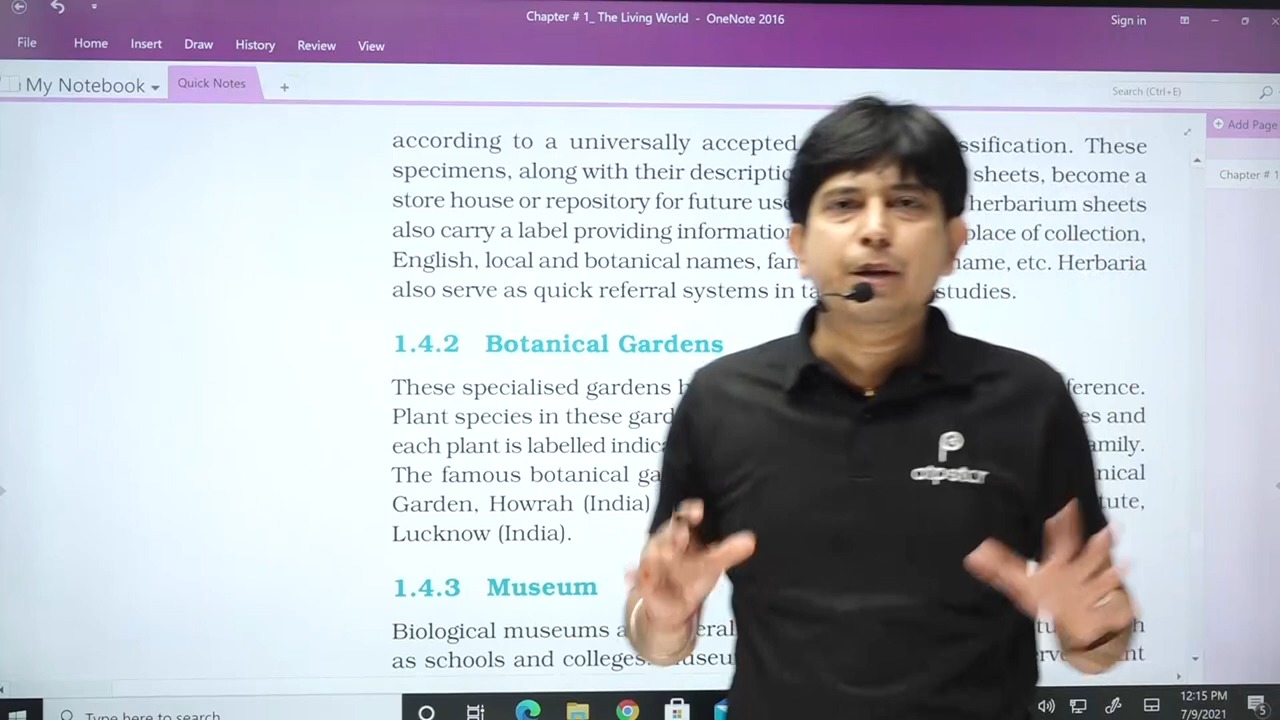 Chapter # 1_ The Living World - OneNote 2016
Sign in
File Home Insert Draw History Review View
My Notebook
Quick Notes
+
Search (Ctrl+E)
Add Page
Chapter # 1
according to a universally accepted ssification. These
specimens, along with their descriptio sheets, become a
store house or repository for future use herbarium sheets
also carry a label providing information place of collection,
English, local and botanical names, fam name, etc. Herbaria
also serve as quick referral systems in ta studies.
1.4.2 Botanical Gardens
These specialised gardens h ference.
Plant species in these gard es and
each plant is labelled indica amily.
The famous botanical ga nical
Garden, Howrah (India) tute,
Lucknow (India).
1.4.3 Museum
Biological museums a eral h
as schools and colleges. useu nt
Type here to search
12:15 PM
7/9/2021
5